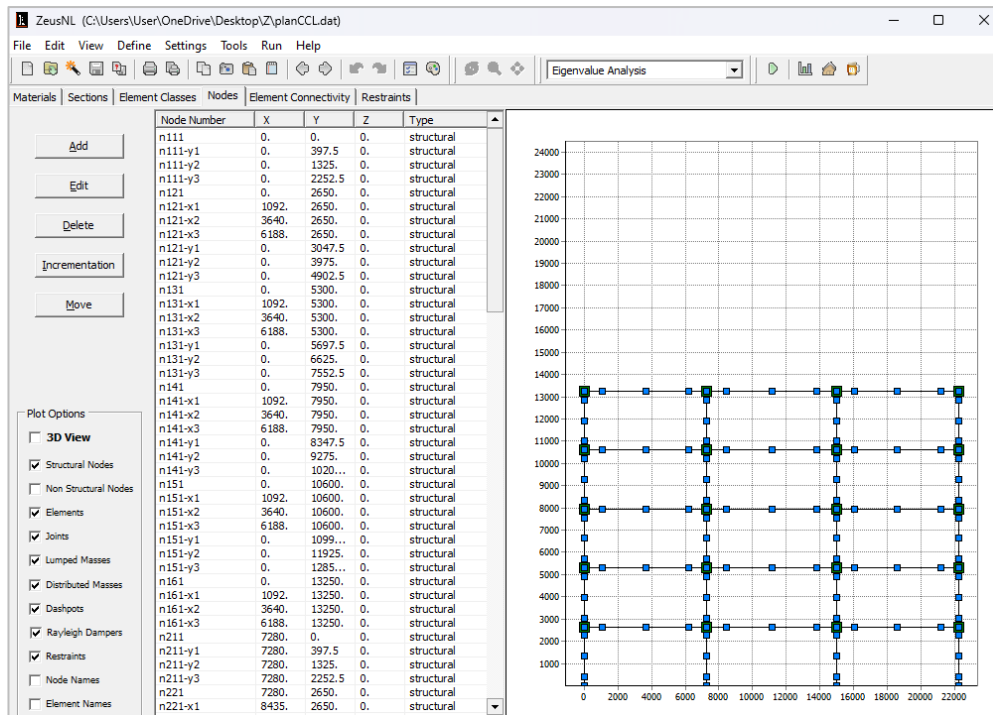 ZeusNL (C:\Users\User\OneDrive\Desktop\Z\planCCL.dat)
File Edit View Define Settings Tools Run Help
Eigenvalue Analysis
Materials Sections Element Classes Nodes Element Connectivity Restraints
Add
Edit
Delete
Incrementation
Move
Plot Options
3D View
Structural Nodes
Non Structural Nodes
Elements
Joints
Lumped Masses
Distributed Masses
Dashpots
Rayleigh Dampers
Restraints
Node Names
Element Names
Node Number X Y Z Type
n111 0. 0. 0. structural
n111-y1 0. 397.5 0. structural
n111-y2 0. 1325. 0. structural
n111-y3 0. 2252.5 0. structural
n121 0. 2650. 0. structural
n121-x1 1092. 2650. 0. structural
n121-x2 3640. 2650. 0. structural
n121-x3 6188. 2650. 0. structural
n121-y1 0. 3047.5 0. structural
n121-y2 0. 3975. 0. structural
n121-y3 0. 4902.5 0. structural
n131 0. 5300. 0. structural
n131-x1 1092. 5300. 0. structural
n131-x2 3640. 5300. 0. structural
n131-x3 6188. 5300. 0. structural
n131-y1 0. 5697.5 0. structural
n131-y2 0. 6625. 0. structural
n131-y3 0. 7552.5 0. structural
n141 0. 7950. 0. structural
n141-x1 1092. 7950. 0. structural
n141-x2 3640. 7950. 0. structural
n141-x3 6188. 7950. 0. structural
n141-y1 0. 8347.5 0. structural
n141-y2 0. 9275. 0. structural
n141-y3 0. 1020... 0. structural
n151 0. 10600. 0. structural
n151-x1 1092. 10600. 0. structural
n151-x2 3640. 10600. 0. structural
n151-x3 6188. 10600. 0. structural
n151-y1 0. 1099... 0. structural
n151-y2 0. 11925. 0. structural
n151-y3 0. 1285... 0. structural
n161 0. 13250. 0. structural
n161-x1 1092. 13250. 0. structural
n161-x2 3640. 13250. 0. structural
n161-x3 6188. 13250. 0. structural
n211 7280. 0. 0. structural
n211-y1 7280. 397.5 0. structural
n211-y2 7280. 1325. 0. structural
n211-y3 7280. 2252.5 0. structural
n221 7280. 2650. 0. structural
n221-x1 8435. 2650. 0. structural
24000
23000
22000
21000
20000
19000
18000
17000
16000
15000
14000
13000
12000
11000
10000
9000
8000
7000
6000
5000
4000
3000
2000
1000
0 2000 4000 6000 8000 10000 12000 14000 16000 18000 20000 22000